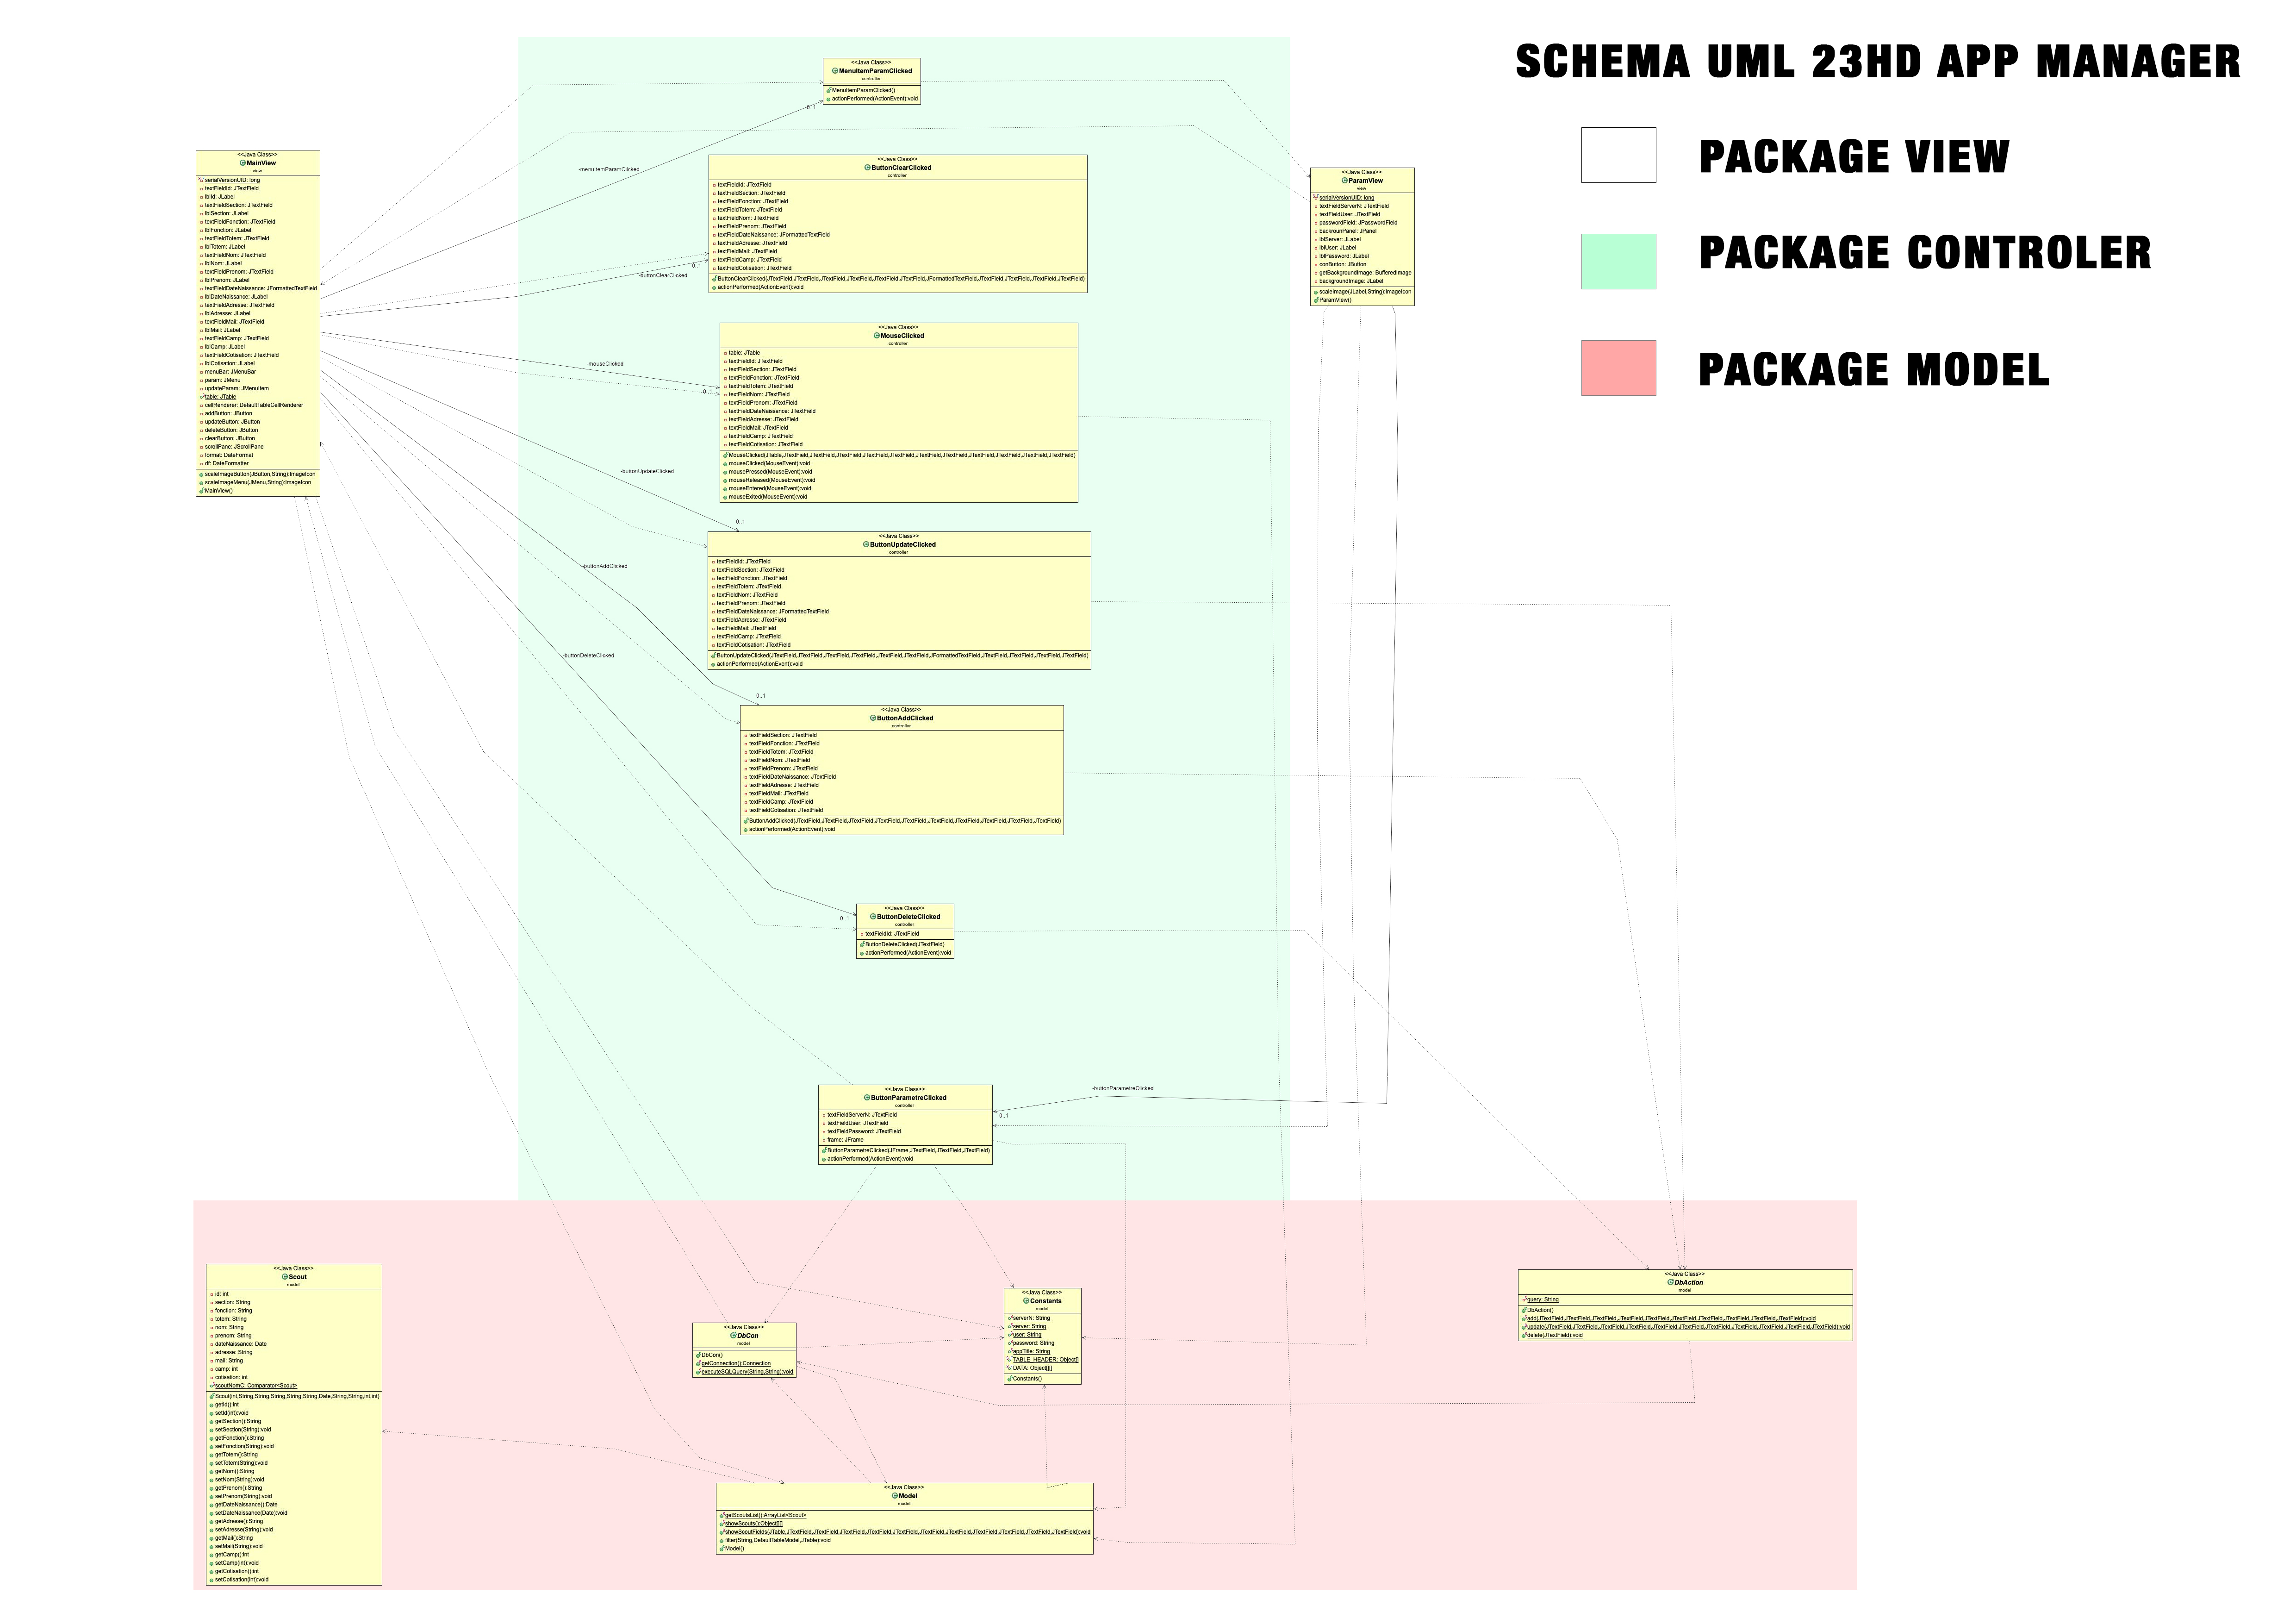 SCHEMA UML 23HD APP MANAGER
PACKAGE VIEW
PACKAGE CONTROLER
PACKAGE MODEL
<<Java Class>>
MenuItemParamClicked
controller
MenuItemParamClicked()
actionPerformed(ActionEvent):void
0..1
-menuItemParamClicked
<<Java Class>>
MainView
view
serialVersionUID: long
textFieldId: JTextField
lblId: JLabel
textFieldSection: JTextField
lblSection: JLabel
textFieldFonction: JTextField
lblFonction: JLabel
textFieldTotem: JTextField
lblTotem: JLabel
textFieldNom: JTextField
lblNom: JLabel
textFieldPrenom: JTextField
lblPrenom: JLabel
textFieldDateNaissance: JFormattedTextField
lblDateNaissance: JLabel
textFieldAdresse: JTextField
lblAdresse: JLabel
textFieldMail: JTextField
lblMail: JLabel
textFieldCamp: JTextField
lblCamp: JLabel
textFieldCotisation: JTextField
lblCotisation: JLabel
menuBar: JMenuBar
param: JMenu
updateParam: JMenuItem
table: JTable
cellRenderer: DefaultTableCellRenderer
addButton: JButton
updateButton: JButton
deleteButton: JButton
clearButton: JButton
scrollPane: JScrollPane
format: DateFormat
df: DateFormatter
scaleImageButton(JButton,String):ImageIcon
scaleImageMenu(JMenu,String):ImageIcon
MainView()
<<Java Class>>
ButtonClearClicked
controller
textFieldId: JTextField
textFieldSection: JTextField
textFieldFonction: JTextField
textFieldTotem: JTextField
textFieldNom: JTextField
textFieldPrenom: JTextField
textFieldDateNaissance: JFormattedTextField
textFieldAdresse: JTextField
textFieldMail: JTextField
textFieldCamp: JTextField
textFieldCotisation: JTextField
ButtonClearClicked(JTextField,JTextField,JTextField,JTextField,JTextField,JTextField,JFormattedTextField,JTextField,JTextField,JTextField,JTextField)
actionPerformed(ActionEvent):void
0..1
-buttonClearClicked
<<Java Class>>
ParamView
view
serialVersionUID: long
textFieldServerN: JTextField
textFieldUser: JTextField
passwordField: JPasswordField
backrounPanel: JPanel
lblServer: JLabel
lblUser: JLabel
lblPassword: JLabel
conButton: JButton
getBackgroundImage: BufferedImage
backgroundImage: JLabel
scaleImage(JLabel,String):ImageIcon
ParamView()
<<Java Class>>
MouseClicked
controller
table: JTable
textFieldId: JTextField
textFieldSection: JTextField
textFieldFonction: JTextField
textFieldTotem: JTextField
textFieldNom: JTextField
textFieldPrenom: JTextField
textFieldDateNaissance: JTextField
textFieldAdresse: JTextField
textFieldMail: JTextField
textFieldCamp: JTextField
textFieldCotisation: JTextField
MouseClicked(JTable,JTextField,JTextField,JTextField,JTextField,JTextField,JTextField,JTextField,JTextField,JTextField,JTextField,JTextField)
mouseClicked(MouseEvent):void
mousePressed(MouseEvent):void
mouseReleased(MouseEvent):void
mouseEntered(MouseEvent):void
mouseExited(MouseEvent):void
-mouseClicked
0..1
-buttonUpdateClicked
0..1
<<Java Class>>
ButtonUpdateClicked
controller
textFieldId: JTextField
textFieldSection: JTextField
textFieldFonction: JTextField
textFieldTotem: JTextField
textFieldNom: JTextField
textFieldPrenom: JTextField
textFieldDateNaissance: JFormattedTextField
textFieldAdresse: JTextField
textFieldMail: JTextField
textFieldCamp: JTextField
textFieldCotisation: JTextField
ButtonUpdateClicked(JTextField,JTextField,JTextField,JTextField,JTextField,JTextField,JFormattedTextField,JTextField,JTextField,JTextField,JTextField)
actionPerformed(ActionEvent):void
-buttonAddClicked
0..1
<<Java Class>>
ButtonAddClicked
controller
textFieldSection: JTextField
textFieldFonction: JTextField
textFieldTotem: JTextField
textFieldNom: JTextField
textFieldPrenom: JTextField
textFieldDateNaissance: JTextField
textFieldAdresse: JTextField
textFieldMail: JTextField
textFieldCamp: JTextField
textFieldCotisation: JTextField
ButtonAddClicked(JTextField,JTextField,JTextField,JTextField,JTextField,JTextField,JTextField,JTextField,JTextField,JTextField)
actionPerformed(ActionEvent):void
-buttonDeleteClicked
0..1
<<Java Class>>
ButtonDeleteClicked
controller
textFieldId: JTextField
ButtonDeleteClicked(JTextField)
actionPerformed(ActionEvent):void
<<Java Class>>
ButtonParametreClicked
controller
textFieldServerN: JTextField
textFieldUser: JTextField
textFieldPassword: JTextField
frame: JFrame
ButtonParametreClicked(JFrame,JTextField,JTextField,JTextField)
actionPerformed(ActionEvent):void
-buttonParametreClicked
0..1
<<Java Class>>
Scout
model
id: int
section: String
fonction: String
totem: String
nom: String
prenom: String
dateNaissance: Date
adresse: String
mail: String
camp: int
cotisation: int
scoutNomC: Comparator<Scout>
Scout(int,String,String,String,String,String,Date,String,String,int,int)
getId():int
setId(int):void
getSection():String
setSection(String):void
getFonction():String
setFonction(String):void
getTotem():String
setTotem(String):void
getNom():String
setNom(String):void
getPrenom():String
setPrenom(String):void
getDateNaissance():Date
setDateNaissance(Date):void
getAdresse():String
setAdresse(String):void
getMail():String
setMail(String):void
getCamp():int
setCamp(int):void
getCotisation():int
setCotisation(int):void
<<Java Class>>
DbCon
model
DbCon()
getConnection():Connection
executeSQLQuery(String,String):void
<<Java Class>>
Constants
model
serverN: String
server: String
user: String
password: String
appTitle: String
TABLE_HEADER: Object[]
DATA: Object[][]
Constants()
<<Java Class>>
DbAction
model
query: String
DbAction()
add(JTextField,JTextField,JTextField,JTextField,JTextField,JTextField,JTextField,JTextField,JTextField,JTextField):void
update(JTextField,JTextField,JTextField,JTextField,JTextField,JTextField,JTextField,JTextField,JTextField,JTextField,JTextField):void
delete(JTextField):void
<<Java Class>>
Model
model
getScoutsList():ArrayList<Scout>
showScouts():Object[][]
showScoutFields(JTable,JTextField,JTextField,JTextField,JTextField,JTextField,JTextField,JTextField,JTextField,JTextField,JTextField,JTextField):void
filter(String,DefaultTableModel,JTable):void
Model()